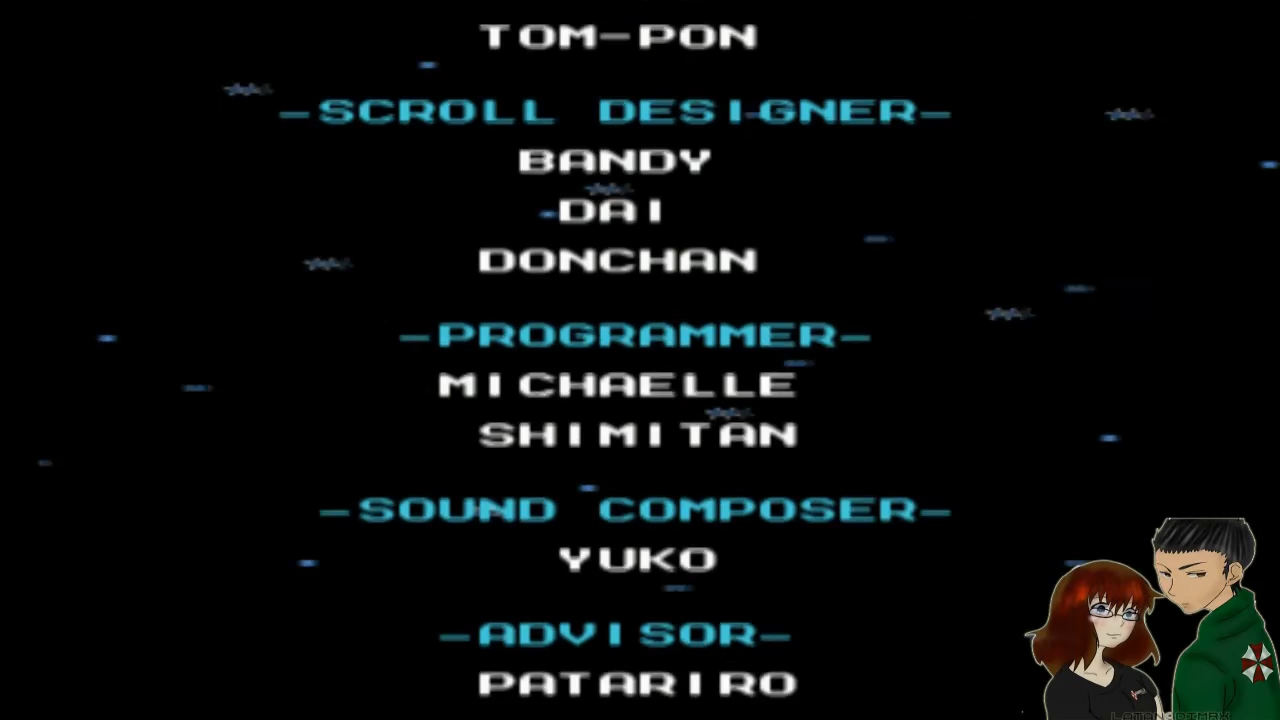 TOM-PON
-SCROLL DESIGNER-
BANDY
DAI
DONCHAN
-PROGRAMMER-
MICHAELLE
SHIMITAN
-SOUND COMPOSER-
YUKO
-ADVISOR-
PATARIRO